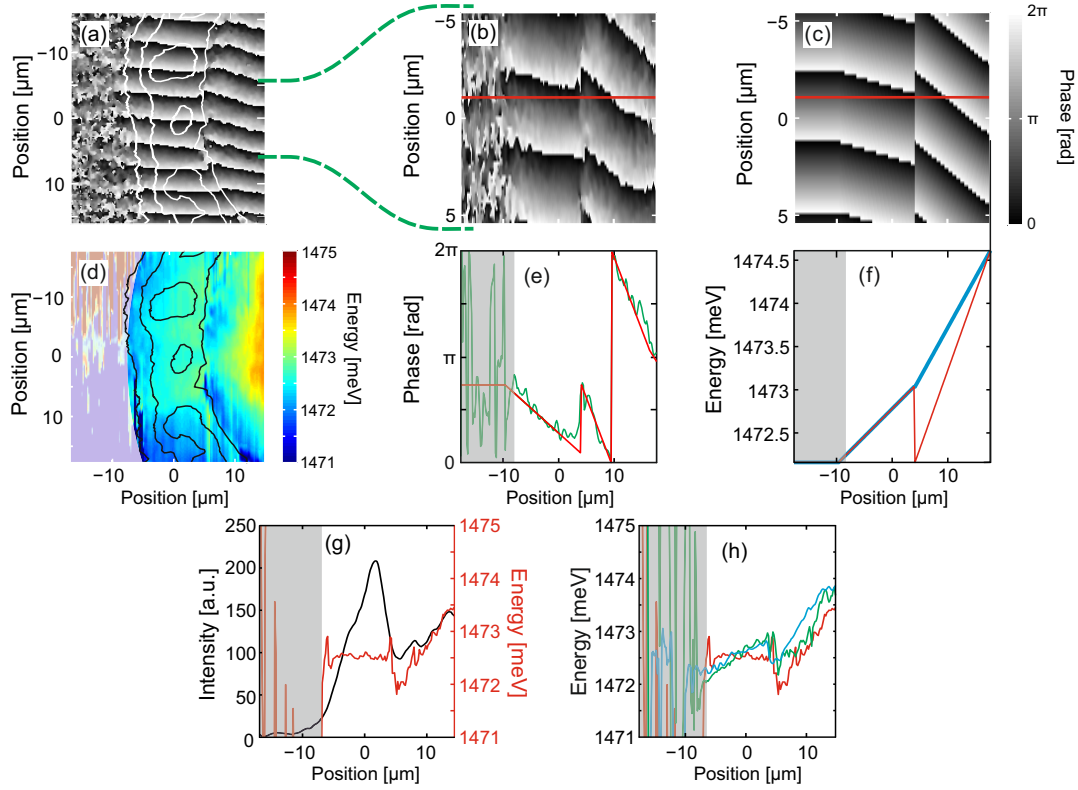 (a)
−10
0
10
Position [µm]
(b)
−5
0
5
Position [µm]
(c)
−5
0
5
Position [µm]
2π
π
0
Phase [rad]
(d)
−10
0
10
Position [µm]
−10 0 10
Position [µm]
1475
1474
1473
1472
1471
Energy [meV]
(e)
2π
π
0
Phase [rad]
−10 0 10
Position [µm]
(f)
1474.5
1474
1473.5
1473
1472.5
Energy [meV]
−10 0 10
Position [µm]
(g)
250
200
150
100
50
0
Intensity [a.u.]
1475
1474
1473
1472
1471
Energy [meV]
−10 0 10
Position [µm]
(h)
1475
1474
1473
1472
1471
Energy [meV]
−10 0 10
Position [µm]